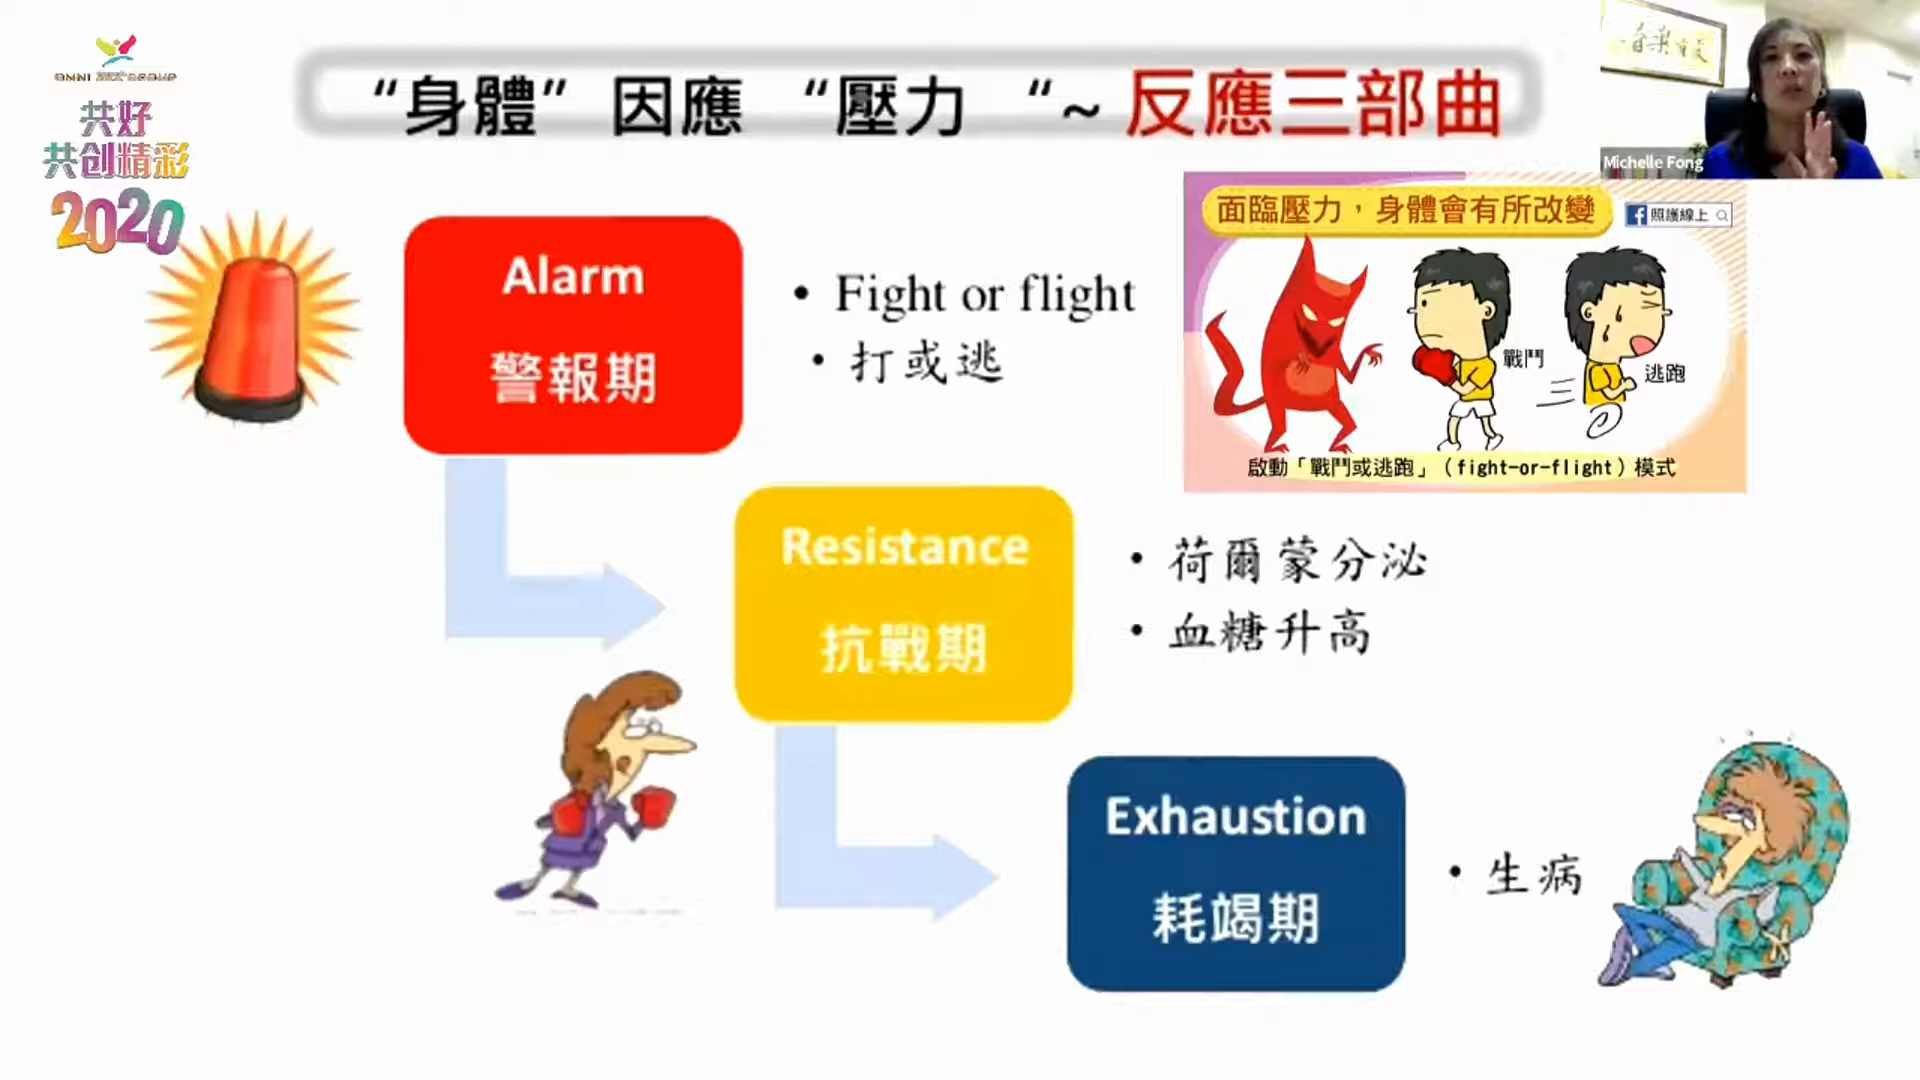 OMNI GROUP
共好
共创精彩
2020
“身體” 因應 “壓力 “~ 反應三部曲
Michelle Fong
Alarm
警報期
• Fight or flight
• 打或逃
面臨壓力，身體會有所改變
照護線上
戰鬥
逃跑
啟動「戰鬥或逃跑」（fight-or-flight）模式
Resistance
抗戰期
• 荷爾蒙分泌
• 血糖升高
Exhaustion
耗竭期
• 生病